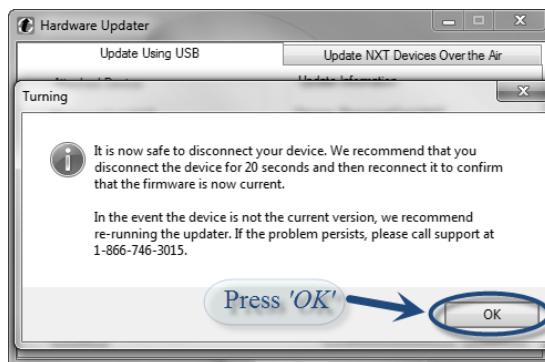 Hardware Updater
Update Using USB
Update NXT Devices Over the Air
Update Information
Turning
It is now safe to disconnect your device. We recommend that you
disconnect the device for 20 seconds and then reconnect it to confirm
that the firmware is now current.
In the event the device is not the current version, we recommend
re-running the updater. If the problem persists, please call support at
1-866-746-3015.
Press 'OK'
OK